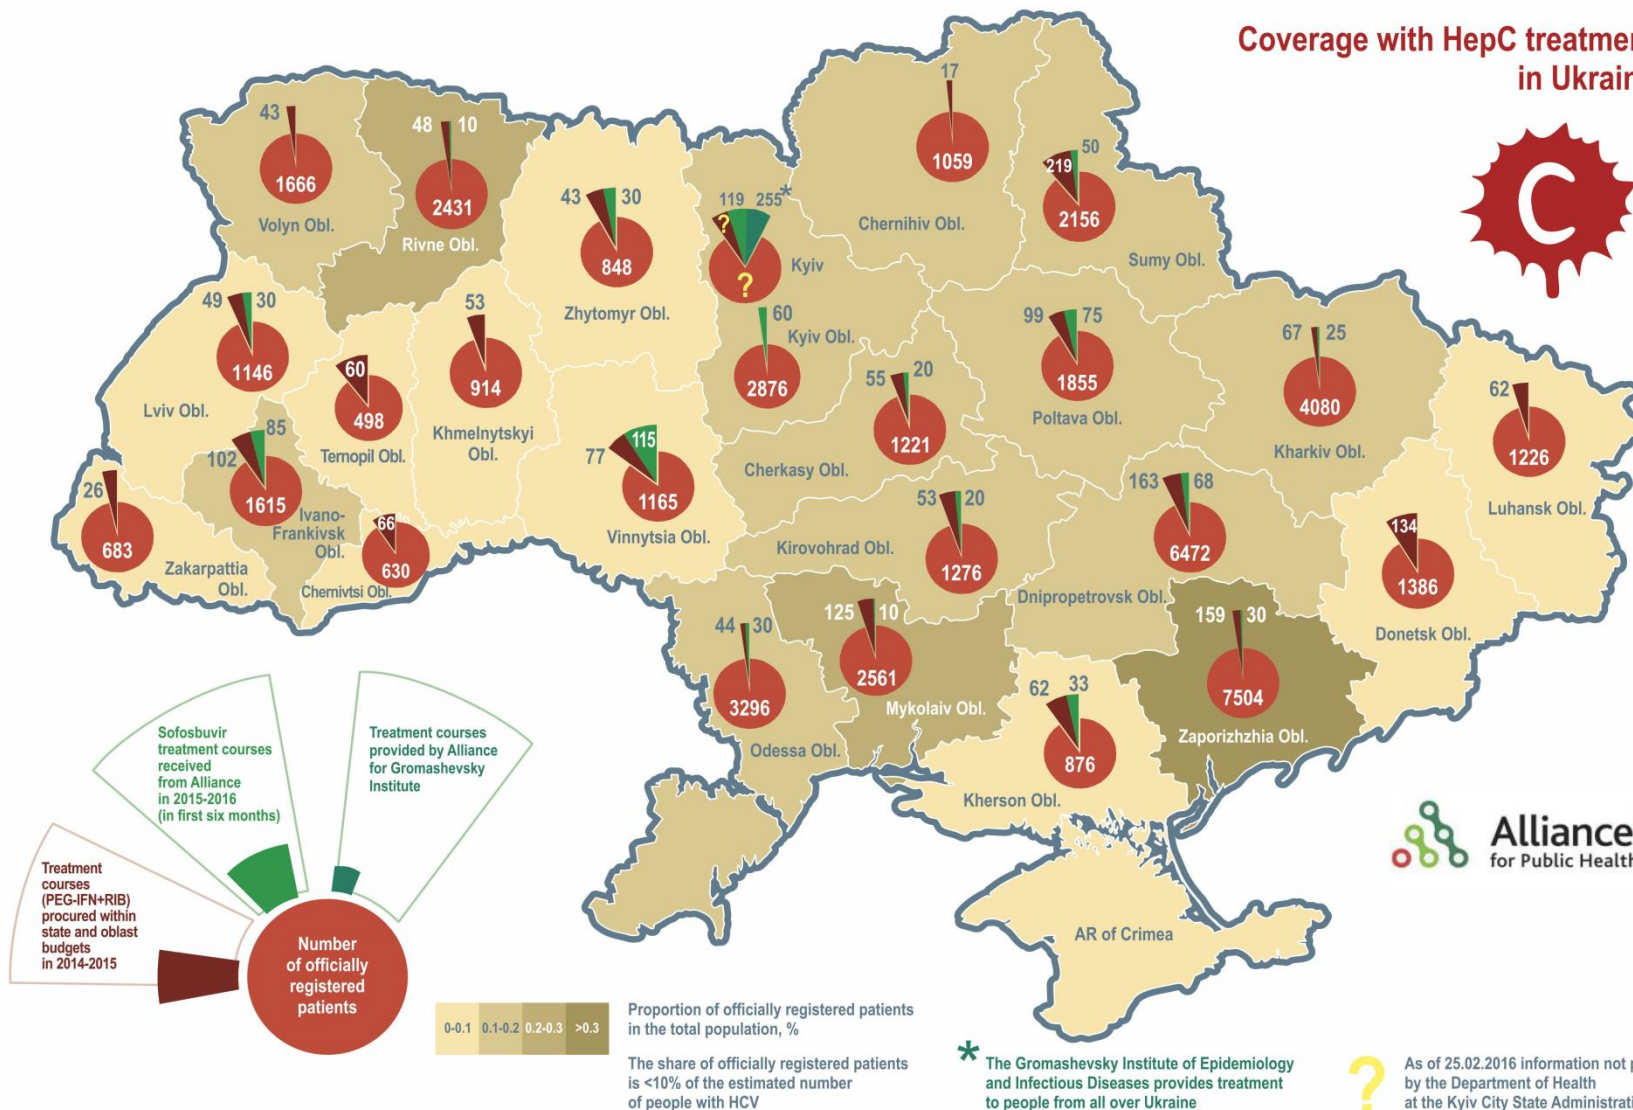 Coverage with HepC treatmen
in Ukrain
C
17
1059
Chernihiv Obl.
43
1666
Volyn Obl.
48
10
2431
Rivne Obl.
43
30
848
Zhytomyr Obl.
119
255*
?
?
Kyiv
219
50
2156
Sumy Obl.
49
30
1146
Lviv Obl.
60
498
Ternopil Obl.
53
914
Khmelnytskyi
Obl.
60
Kyiv Obl.
2876
55
20
1221
Cherkasy Obl.
99
75
1855
Poltava Obl.
67
25
4080
Kharkiv Obl.
62
1226
Luhansk Obl.
26
683
Zakarpattia
Obl.
102
85
1615
Ivano-
Frankivsk
Obl.
66
630
Chernivtsi Obl.
77
115
1165
Vinnytsia Obl.
53
20
1276
Kirovohrad Obl.
163
68
6472
Dnipropetrovsk Obl.
134
1386
Donetsk Obl.
44
30
3296
Odessa Obl.
125
10
2561
Mykolaiv Obl.
62
33
876
Kherson Obl.
159
30
7504
Zaporizhzhia Obl.
AR of Crimea
Alliance
for Public Health
Sofosbuvir
treatment courses
received
from Alliance
in 2015-2016
(in first six months)
Treatment courses
provided by Alliance
for Gromashevsky
Institute
Treatment
courses
(PEG-IFN+RIB)
procured within
state and oblast
budgets
in 2014-2015
Number
of officially
registered
patients
0-0.1
0.1-0.2
0.2-0.3
>0.3
Proportion of officially registered patients
in the total population, %
The share of officially registered patients
is <10% of the estimated number
of people with HCV
* The Gromashevsky Institute of Epidemiology
and Infectious Diseases provides treatment
to people from all over Ukraine
? As of 25.02.2016 information not p
by the Department of Health
at the Kyiv City State Administrati